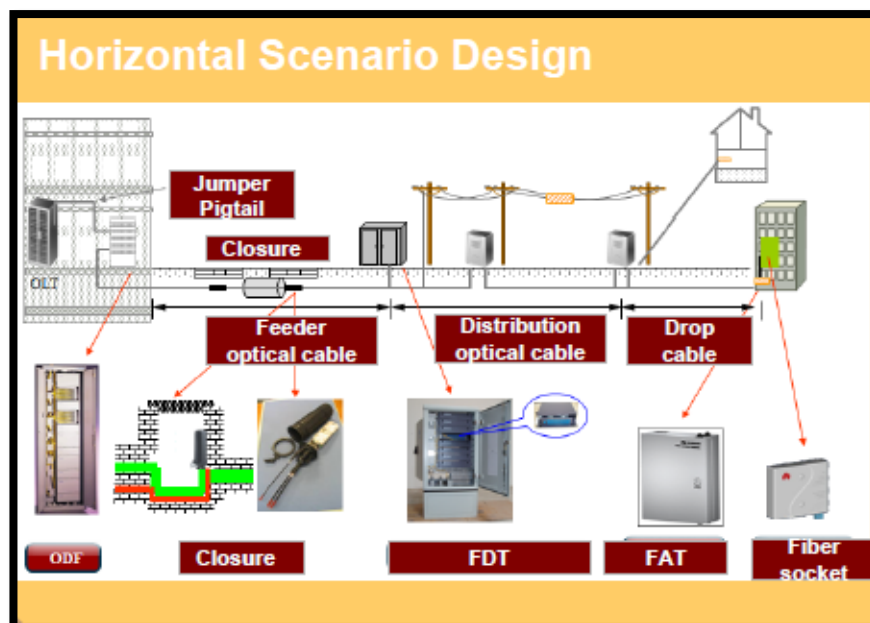 Horizontal Scenario Design
Jumper
Pigtail
Closure
OLT
Feeder
optical cable
Distribution
optical cable
Drop
cable
ODF
Closure
FDT
FAT
Fiber
socket